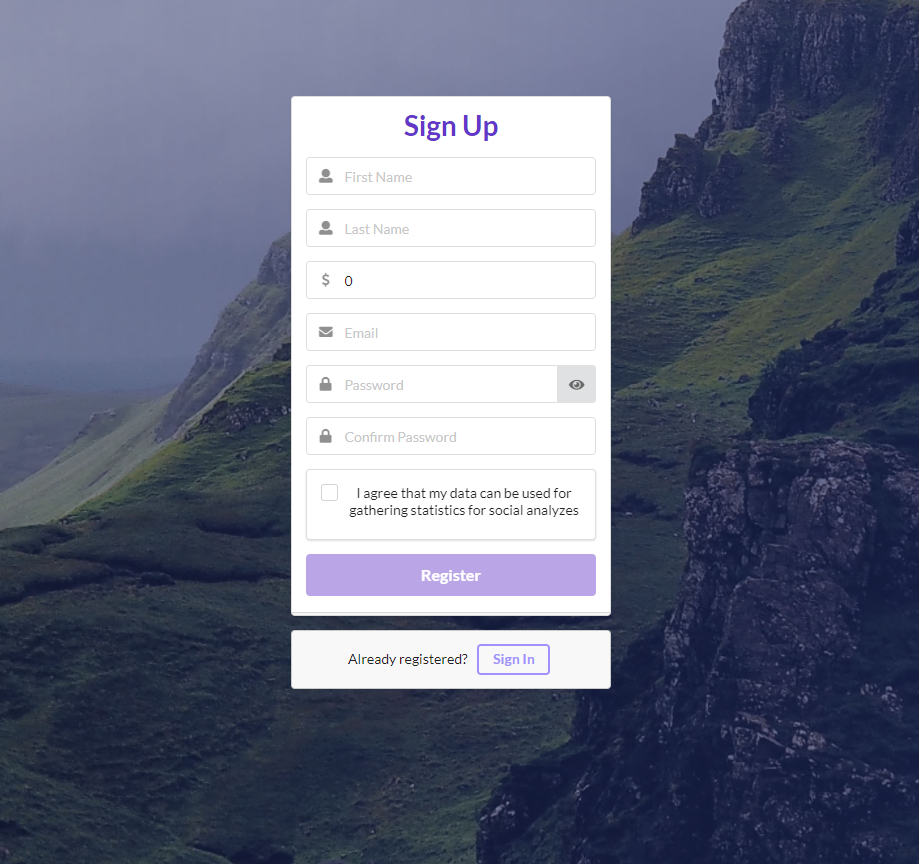 Sign Up
First Name
Last Name
$ 0
Email
Password
Confirm Password
I agree that my data can be used for
gathering statistics for social analyzes
Register
Already registered? Sign In